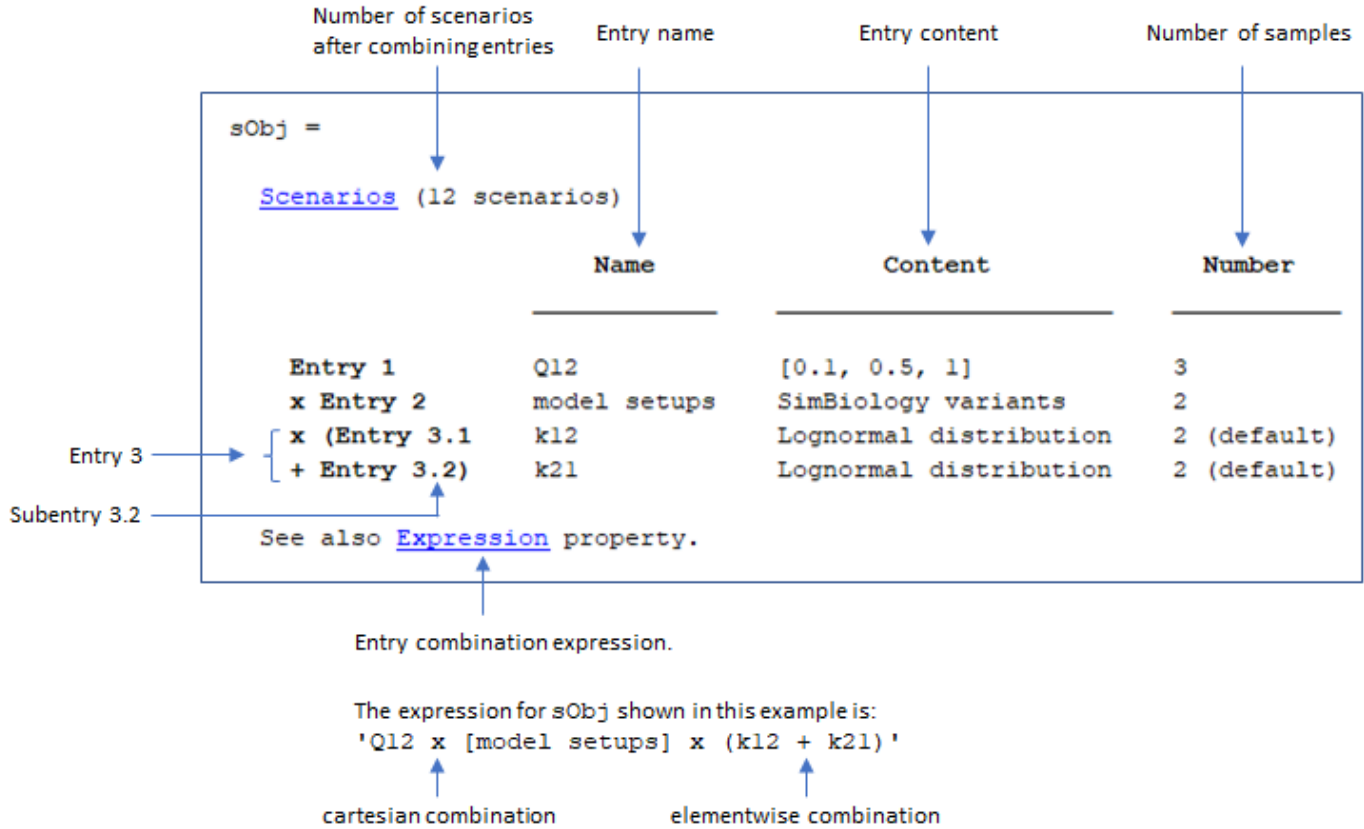 Number of scenarios
after combining entries
Entry name
Entry content
Number of samples
sObj =
Scenarios (12 scenarios)
Name Content Number
Entry 1 Q12 [0.1, 0.5, 1] 3
x Entry 2 model setups SimBiology variants 2
x (Entry 3.1 k12 Lognormal distribution 2 (default)
+ Entry 3.2) k21 Lognormal distribution 2 (default)
Entry 3
Subentry 3.2
See also Expression property.
Entry combination expression.
The expression for sObj shown in this example is:
'Q12 x [model setups] x (k12 + k21)'
cartesian combination
elementwise combination